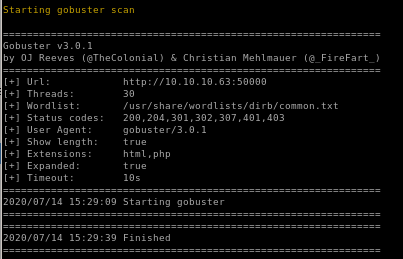 Starting gobuster scan
===============================================================
Gobuster v3.0.1
by OJ Reeves (@TheColonial) & Christian Mehlmauer (@_FireFart_)
===============================================================
[+] Url:            http://10.10.10.63:50000
[+] Threads:        30
[+] Wordlist:       /usr/share/wordlists/dirb/common.txt
[+] Status codes:   200,204,301,302,307,401,403
[+] User Agent:     gobuster/3.0.1
[+] Show length:    true
[+] Extensions:     html,php
[+] Expanded:       true
[+] Timeout:        10s
===============================================================
2020/07/14 15:29:09 Starting gobuster
===============================================================
===============================================================
2020/07/14 15:29:39 Finished
===============================================================